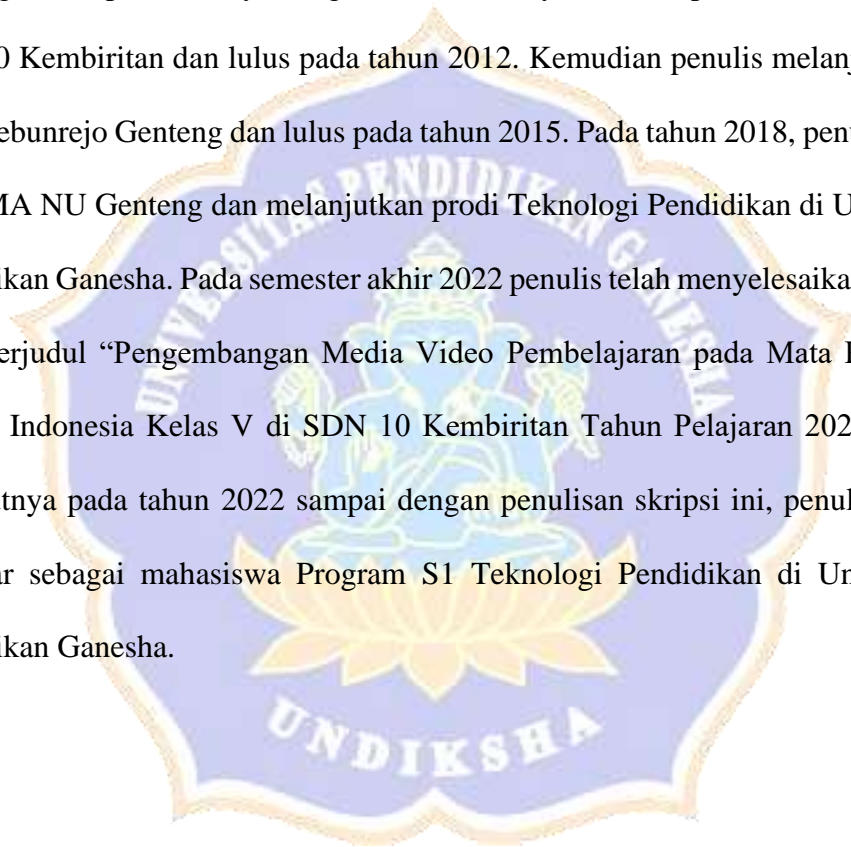 0 Kembiritan dan lulus pada tahun 2012. Kemudian penulis melanj
ebunrejo Genteng dan lulus pada tahun 2015. Pada tahun 2018, penu
MA NU Genteng dan melanjutkan prodi Teknologi Pendidikan di U
ikan Ganesha. Pada semester akhir 2022 penulis telah menyelesaika
erjudul “Pengembangan Media Video Pembelajaran pada Mata
Indonesia Kelas V di SDN 10 Kembiritan Tahun Pelajaran 202
tnya pada tahun 2022 sampai dengan penulisan skripsi ini, penul
ar sebagai mahasiswa Program S1 Teknologi Pendidikan di Un
ikan Ganesha.
UNIVERSITAS PENDIDIKAN GANESHA
UNDIKSHA